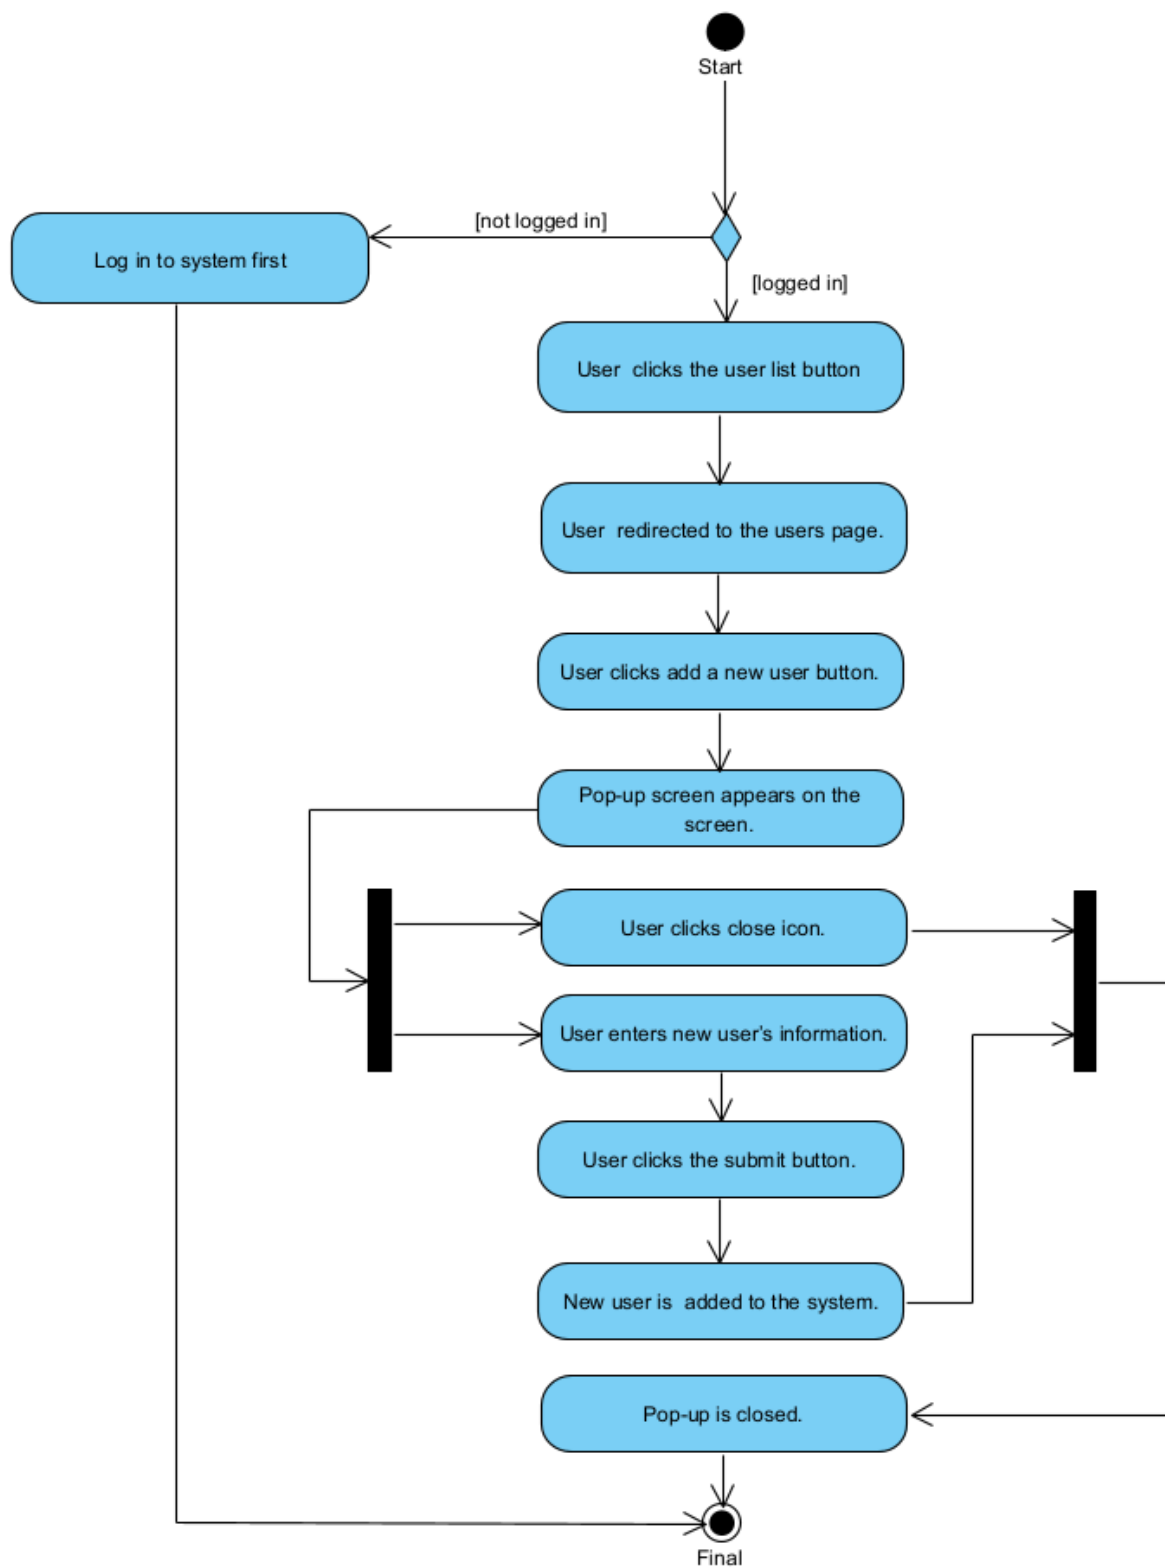 Start
[not logged in]
Log in to system first
[logged in]
User  clicks the user list button
User  redirected to the users page.
User clicks add a new user button.
Pop-up screen appears on the
screen.
User clicks close icon.
User enters new user's information.
User clicks the submit button.
New user is  added to the system.
Pop-up is closed.
Final